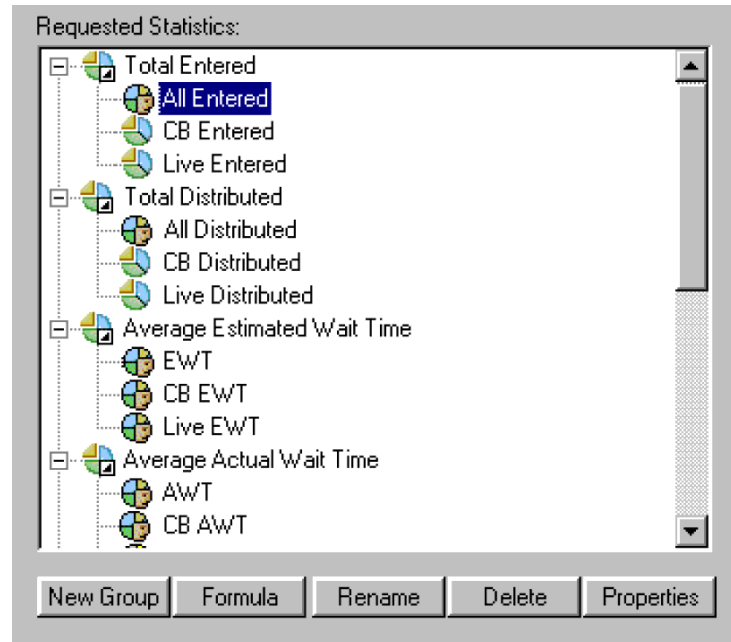 Requested Statistics:
Total Entered
All Entered
CB Entered
Live Entered
Total Distributed
All Distributed
CB Distributed
Live Distributed
Average Estimated Wait Time
EWT
CB EWT
Live EWT
Average Actual Wait Time
AWT
CB AWT
New Group Formula Rename Delete Properties